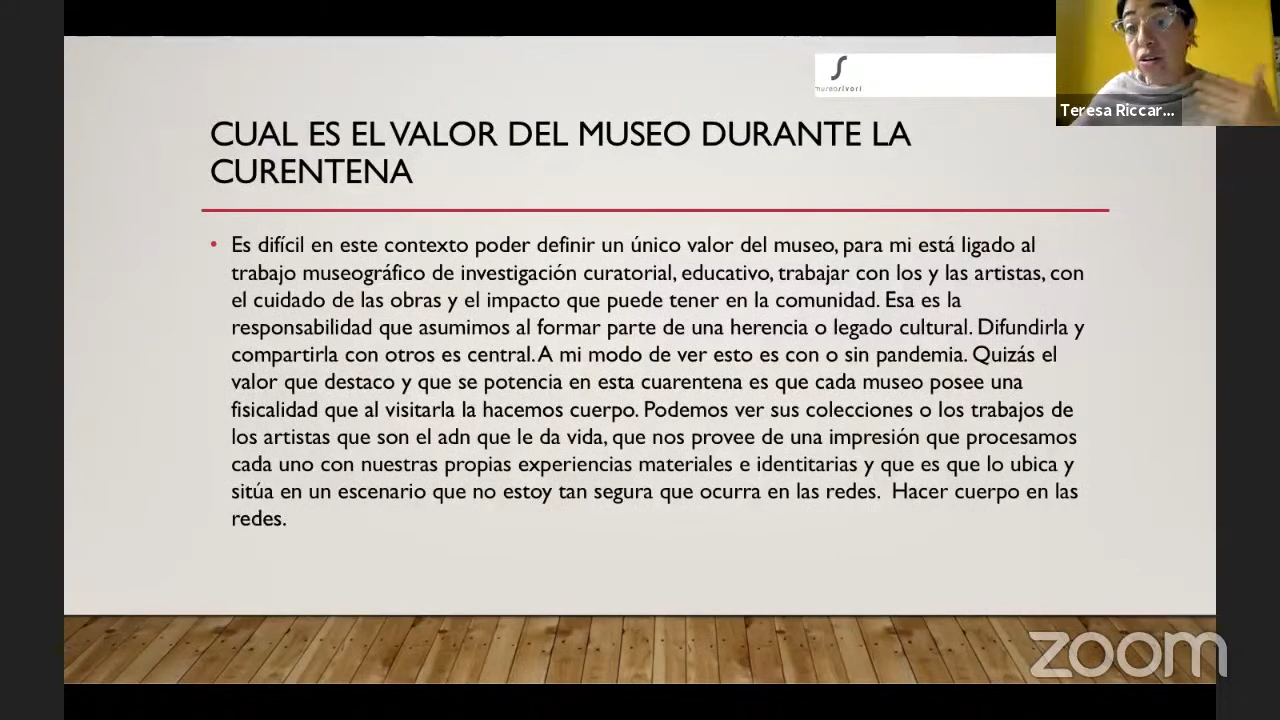 museosívori
Teresa Riccar...
CUAL ES EL VALOR DEL MUSEO DURANTE LA
CURENTENA
• Es difícil en este contexto poder definir un único valor del museo, para mi está ligado al
trabajo museográfico de investigación curatorial, educativo, trabajar con los y las artistas, con
el cuidado de las obras y el impacto que puede tener en la comunidad. Esa es la
responsabilidad que asumimos al formar parte de una herencia o legado cultural. Difundirla y
compartirla con otros es central. A mi modo de ver esto es con o sin pandemia. Quizás el
valor que destaco y que se potencia en esta cuarentena es que cada museo posee una
fisicalidad que al visitarla la hacemos cuerpo. Podemos ver sus colecciones o los trabajos de
los artistas que son el adn que le da vida, que nos provee de una impresión que procesamos
cada uno con nuestras propias experiencias materiales e identitarias y que es que lo ubica y
sitúa en un escenario que no estoy tan segura que ocurra en las redes.  Hacer cuerpo en las
redes.
zoom